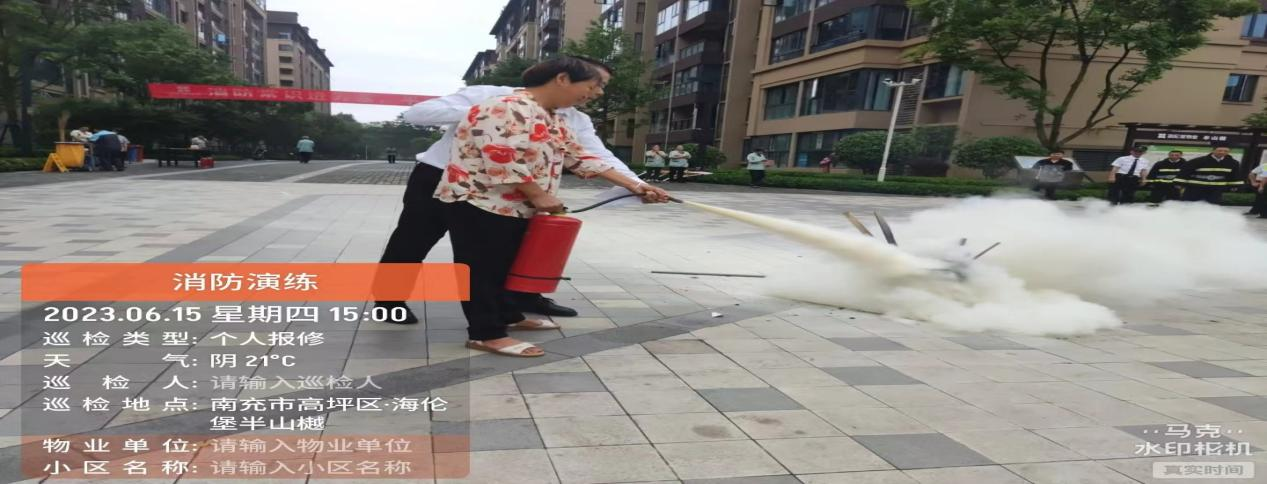 消防演练
2023.06.15 星期四 15:00
巡检类型: 个人报修
天气: 阴 21℃
巡检人: 请输入巡检人
巡检地点: 南充市高坪区·海伦
堡半山樾
物业单位: 请输入物业单位
小区名称: 请输入小区名称
马克
水印相机
真实时间